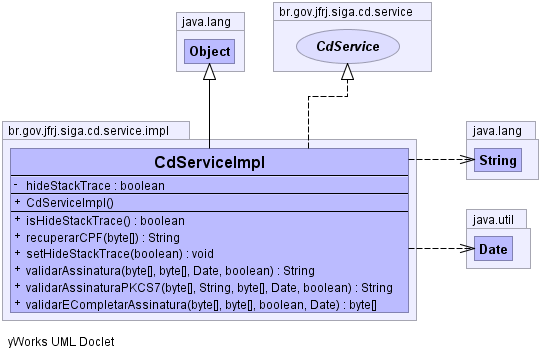 br.gov.jfrj.siga.cd.service
java.lang
Object
CdService
br.gov.jfrj.siga.cd.service.impl
java.lang
CdServiceImpl
String
- hideStackTrace : boolean
+ CdServiceImpl()
+ isHideStackTrace() : boolean
+ recuperarCPF(byte[]) : String
+ setHideStackTrace(boolean) : void
+ validarAssinatura(byte[], byte[], Date, boolean) : String
+ validarAssinaturaPKCS7(byte[], String, byte[], Date, boolean) : String
+ validarECompletarAssinatura(byte[], byte[], boolean, Date) : byte[]
java.util
Date
yWorks UML Doclet